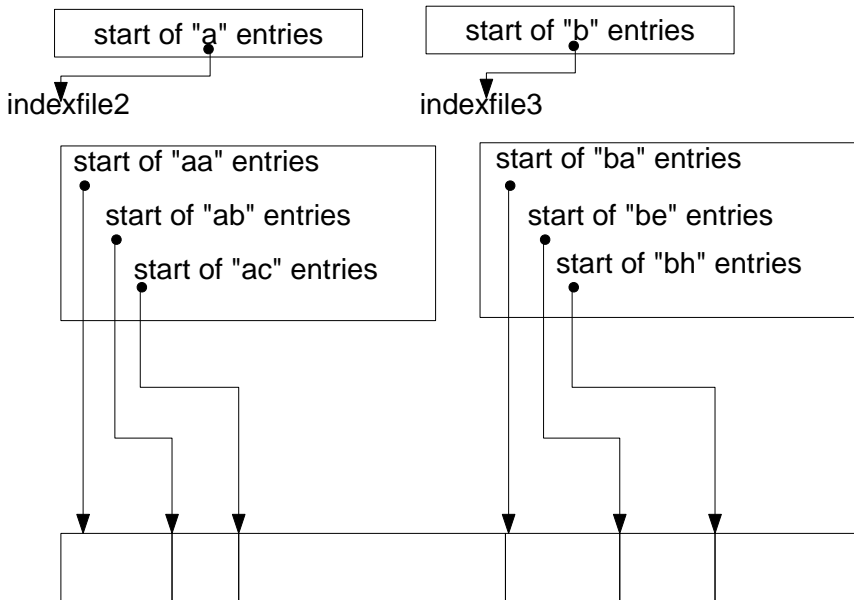 start of "a" entries
start of "b" entries
indexfile2
indexfile3
start of "aa" entries
start of "ab" entries
start of "ac" entries
start of "ba" entries
start of "be" entries
start of "bh" entries